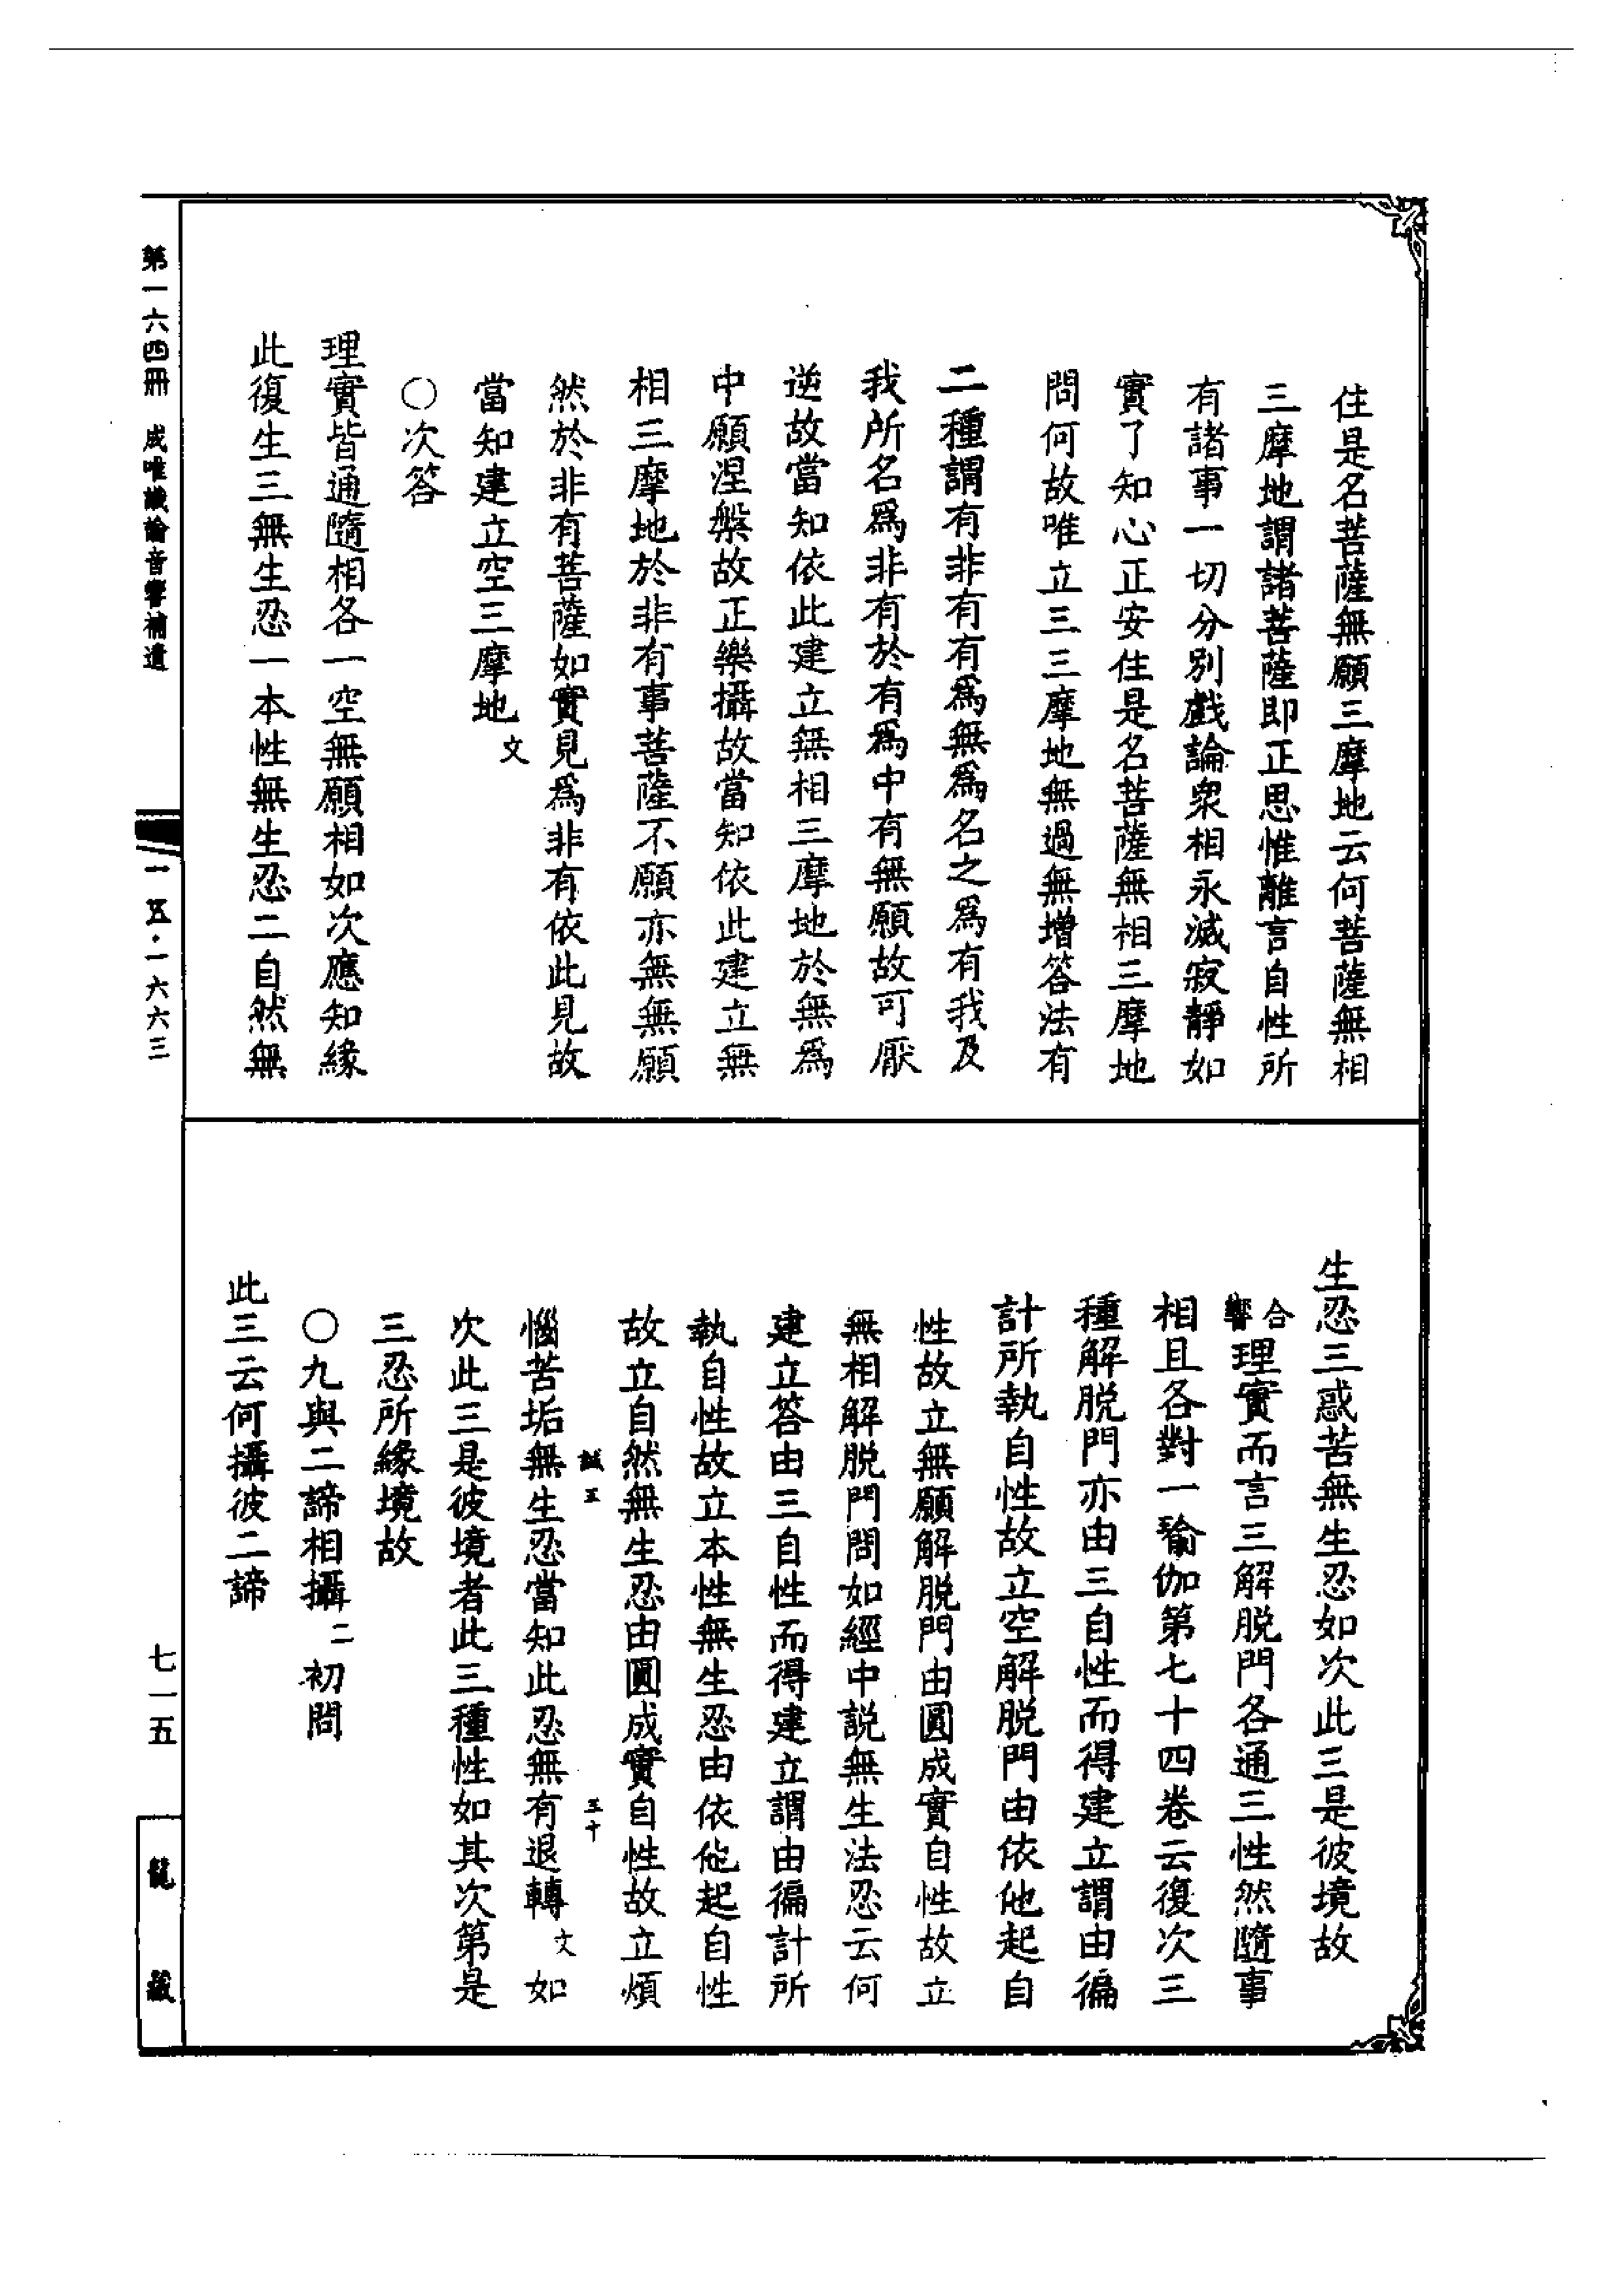 住是名菩薩無願三摩地云何菩薩無相
三摩地謂諸菩薩即正思惟離言自性所
有諸事一切分別戲論衆相永滅寂靜如
實了知心正安住是名菩薩無相三摩地
問何故唯立三三摩地無過無增答法有
二種謂有非有有爲無爲名之爲有我及
我所名爲非有於有爲中有無願故可厭
逆故當知依此建立無相三摩地於無爲
中願涅槃故正樂攝故當知依此建立無
相三摩地於非有事菩薩不願亦無無願
然於非有菩薩如實見爲非有依此見故
當知建立空三摩地文
○次答
理實皆通隨相各一空無願相如次應知緣
此復生三無生忍一本性無生忍二自然無
第一六四冊 成唯識論音響補遺 一五·一六六三
生忍三惑苦無生忍如次此三是彼境故
合響理實而言三解脫門各通三性然隨事
相且各對一瑜伽第七十四卷云復次三
種解脫門亦由三自性而得建立謂由徧
計所執自性故立空解脫門由依他起自
性故立無願解脫門由圓成實自性故立
無相解脫門問如經中說無生法忍云何
建立答由三自性而得建立謂由徧計所
執自性故立本性無生忍由依佗起自性
故立自然無生忍由圓成實自性故立煩
誠五 三十
惱苦垢無生忍當知此忍無有退轉文如
次此三是彼境者此三種性如其次第是
三忍所緣境故
○九與二諦相攝二初問
此三云何攝彼二諦
七一五 龍藏